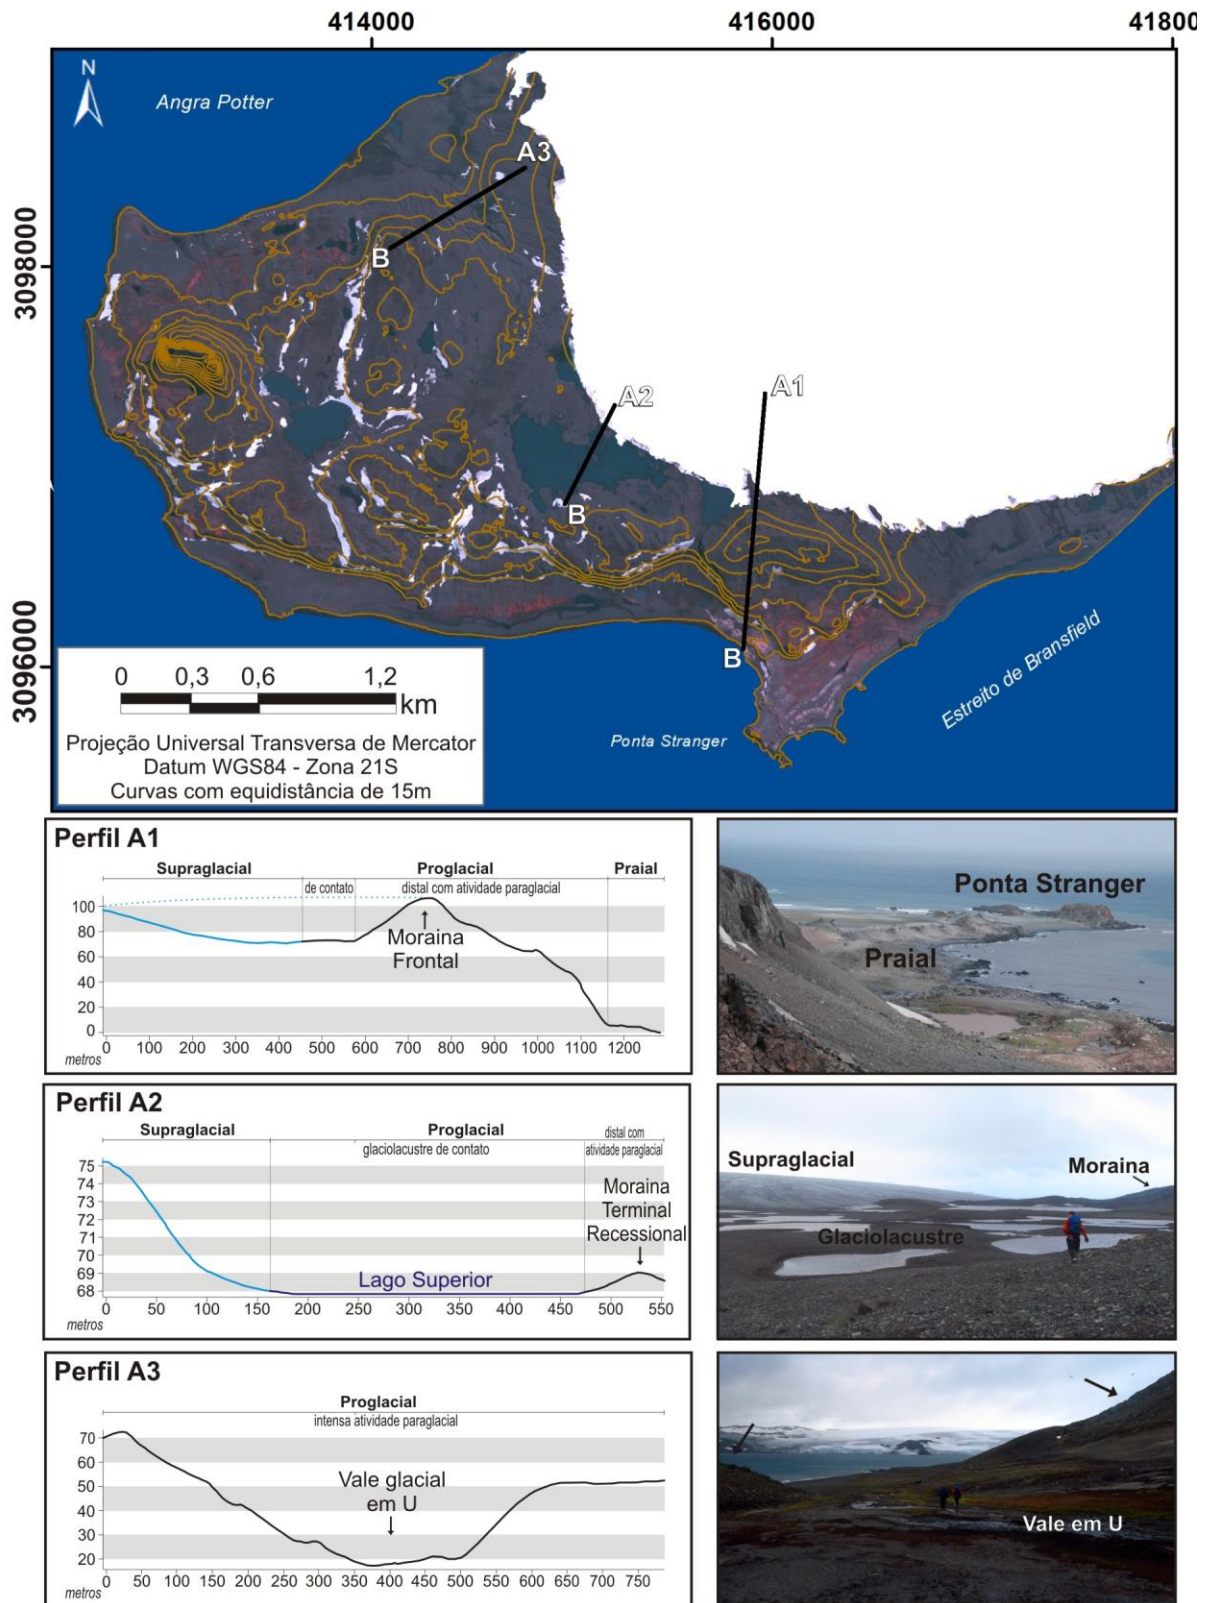 414000 416000 41800
N
Angra Potter
A3
B
3098000
A2
A1
B
B
3096000
Estreito de Bransfield
Ponta Stranger
0 0,3 0,6 1,2
km
Projeção Universal Transversa de Mercator
Datum WGS84 - Zona 21S
Curvas com equidistância de 15m
Perfil A1
Supraglacial Proglacial Praial
de contato distal com atividade paraglacial
100
80
60
40
20
0
Moraina
Frontal
0 100 200 300 400 500 600 700 800 900 1000 1100 1200
metros
Ponta Stranger
Praial
Perfil A2
Supraglacial Proglacial distal com
glaciolacustre de contato atividade paraglacial
75
74
73
72
71
70
69
68
Moraina
Terminal
Recessional
Lago Superior
0 50 100 150 200 250 300 350 400 450 500 550
metros
Supraglacial
Moraina
Glaciolacustre
Perfil A3
Proglacial
intensa atividade paraglacial
70
60
50
40
30
20
Vale glacial
em U
0 50 100 150 200 250 300 350 400 450 500 550 600 650 700 750
metros
Vale em U